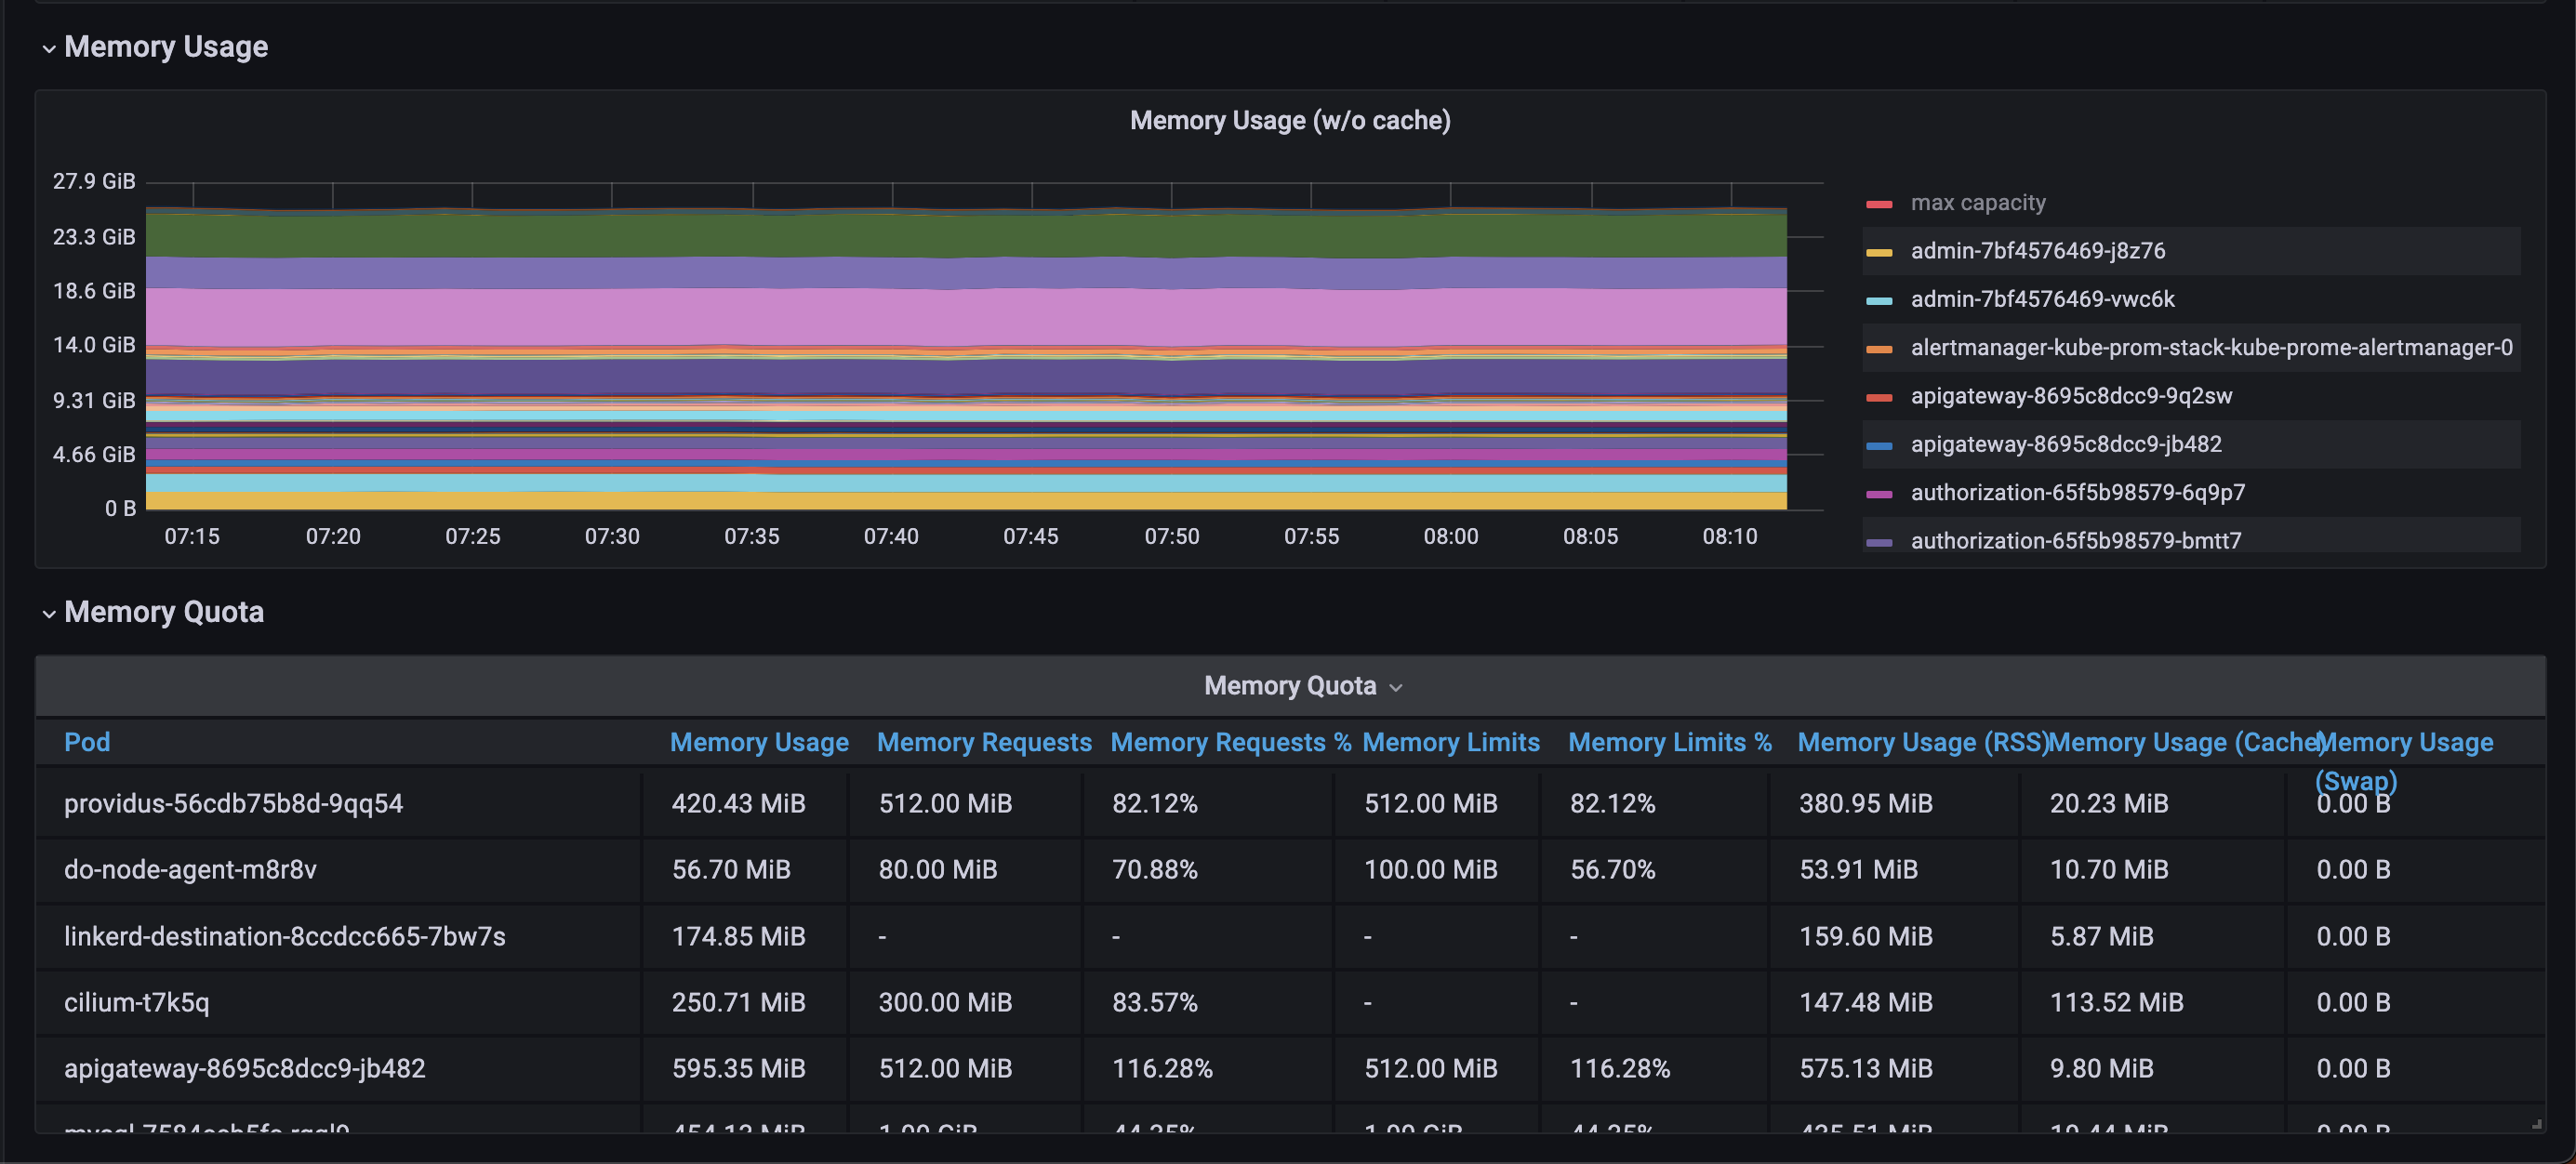 Memory Usage
Memory Usage (w/o cache)
27.9 GiB
23.3 GiB
18.6 GiB
14.0 GiB
9.31 GiB
4.66 GiB
0 B
07:15 07:20 07:25 07:30 07:35 07:40 07:45 07:50 07:55 08:00 08:05 08:10
max capacity
admin-7bf4576469-j8z76
admin-7bf4576469-vwc6k
alertmanager-kube-prom-stack-kube-prome-alertmanager-0
apigateway-8695c8dcc9-9q2sw
apigateway-8695c8dcc9-jb482
authorization-65f5b98579-6q9p7
authorization-65f5b98579-bmtt7
Memory Quota
Memory Quota
Pod Memory Usage Memory Requests Memory Requests % Memory Limits Memory Limits % Memory Usage (RSS) Memory Usage (Cache) Memory Usage
(Swap)
providus-56cdb75b8d-9qq54 420.43 MiB 512.00 MiB 82.12% 512.00 MiB 82.12% 380.95 MiB 20.23 MiB 0.00 B
do-node-agent-m8r8v 56.70 MiB 80.00 MiB 70.88% 100.00 MiB 56.70% 53.91 MiB 10.70 MiB 0.00 B
linkerd-destination-8ccdcc665-7bw7s 174.85 MiB - - - - 159.60 MiB 5.87 MiB 0.00 B
cilium-t7k5q 250.71 MiB 300.00 MiB 83.57% - - 147.48 MiB 113.52 MiB 0.00 B
apigateway-8695c8dcc9-jb482 595.35 MiB 512.00 MiB 116.28% 512.00 MiB 116.28% 575.13 MiB 9.80 MiB 0.00 B